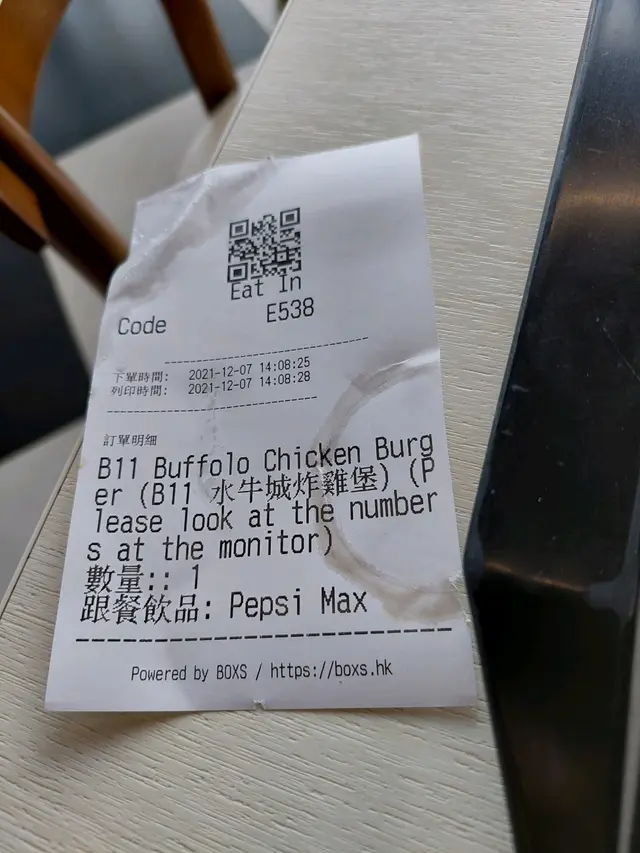 Eat In
Code E538
下單時間: 2021-12-07 14:08:25
列印時間: 2021-12-07 14:08:28
訂單明細
B11 Buffolo Chicken Burg
er (B11 水牛城炸雞堡) (P
lease look at the number
s at the monitor)
數量:: 1
跟餐飲品: Pepsi Max
Powered by BOXS / https://boxs.hk